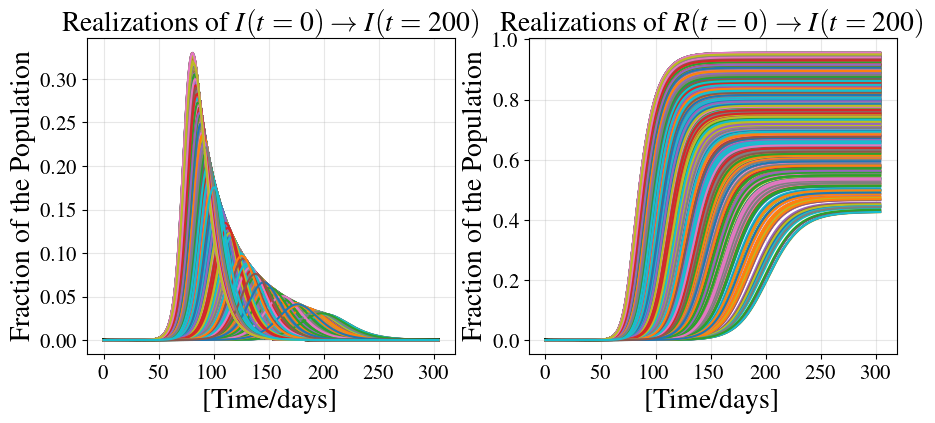 Realizations of I(t = 0) → I(t = 200)
Fraction of the Population
0.30
0.25
0.20
0.15
0.10
0.05
0.00
0 50 100 150 200 250 300
[Time/days]
Realizations of R(t = 0) → I(t = 200)
Fraction of the Population
1.0
0.8
0.6
0.4
0.2
0.0
0 50 100 150 200 250 300
[Time/days]